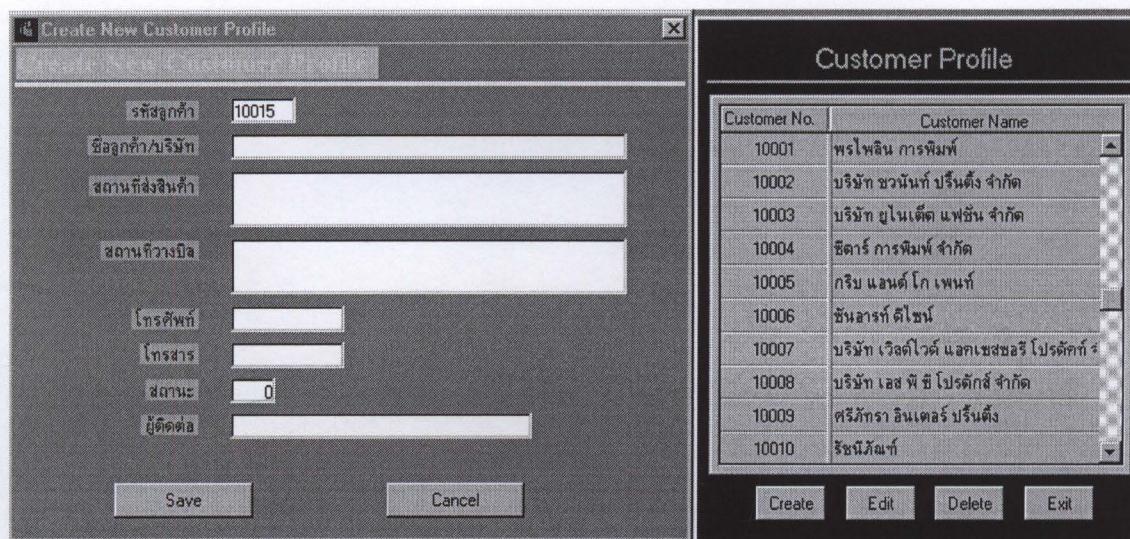 Create New Customer Profile
Create New Customer Profile
รหัสลูกค้า 10015
ชื่อลูกค้า/บริษัท
สถานที่ส่งสินค้า
สถานที่วางบิล
โทรศัพท์
โทรสาร
สถานะ 0
ผู้ติดต่อ
Save Cancel
Customer Profile
Customer No. Customer Name
10001 พรไพลิน การพิมพ์
10002 บริษัท ชวนันท์ ปริ้นติ้ง จำกัด
10003 บริษัท ยูไนเต็ด แฟชั่น จำกัด
10004 ซีดาร์ การพิมพ์ จำกัด
10005 กริบ แอนด์ โก เพนท์
10006 ซันอารท์ ดีไซน์
10007 บริษัท เวิลด์ไวด์ แอคเซสซอรี โปรดัคท์
10008 บริษัท เอส พี ซี โปรดักส์ จำกัด
10009 ศรีภัทรา อินเตอร์ ปริ้นติ้ง
10010 รัชนีภัณฑ์
Create Edit Delete Exit